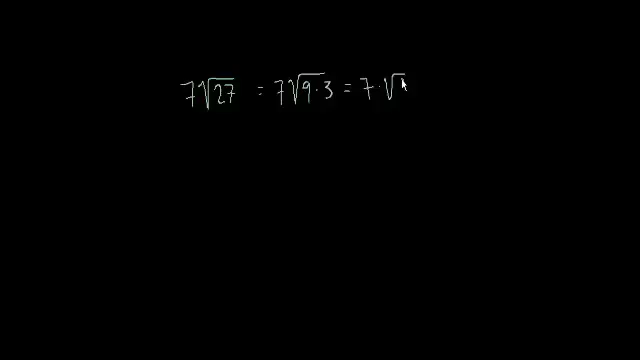 7√27 = 7√9·3 = 7·√